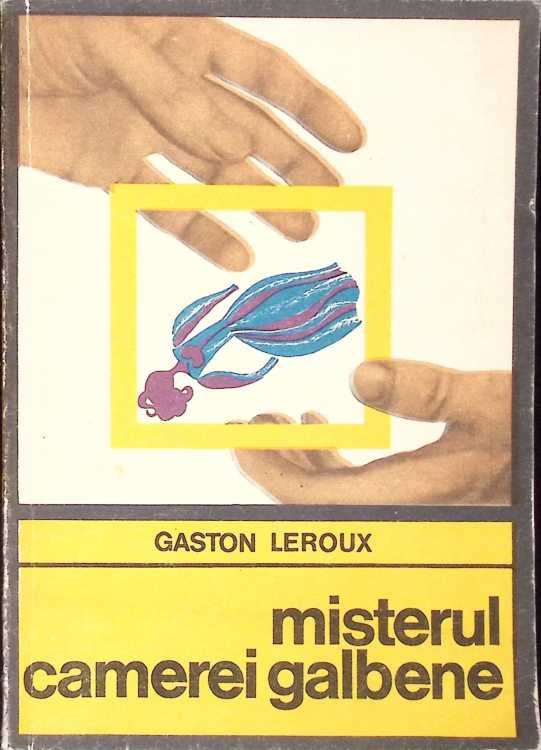 GASTON LEROUX
misterul
camerei galbene